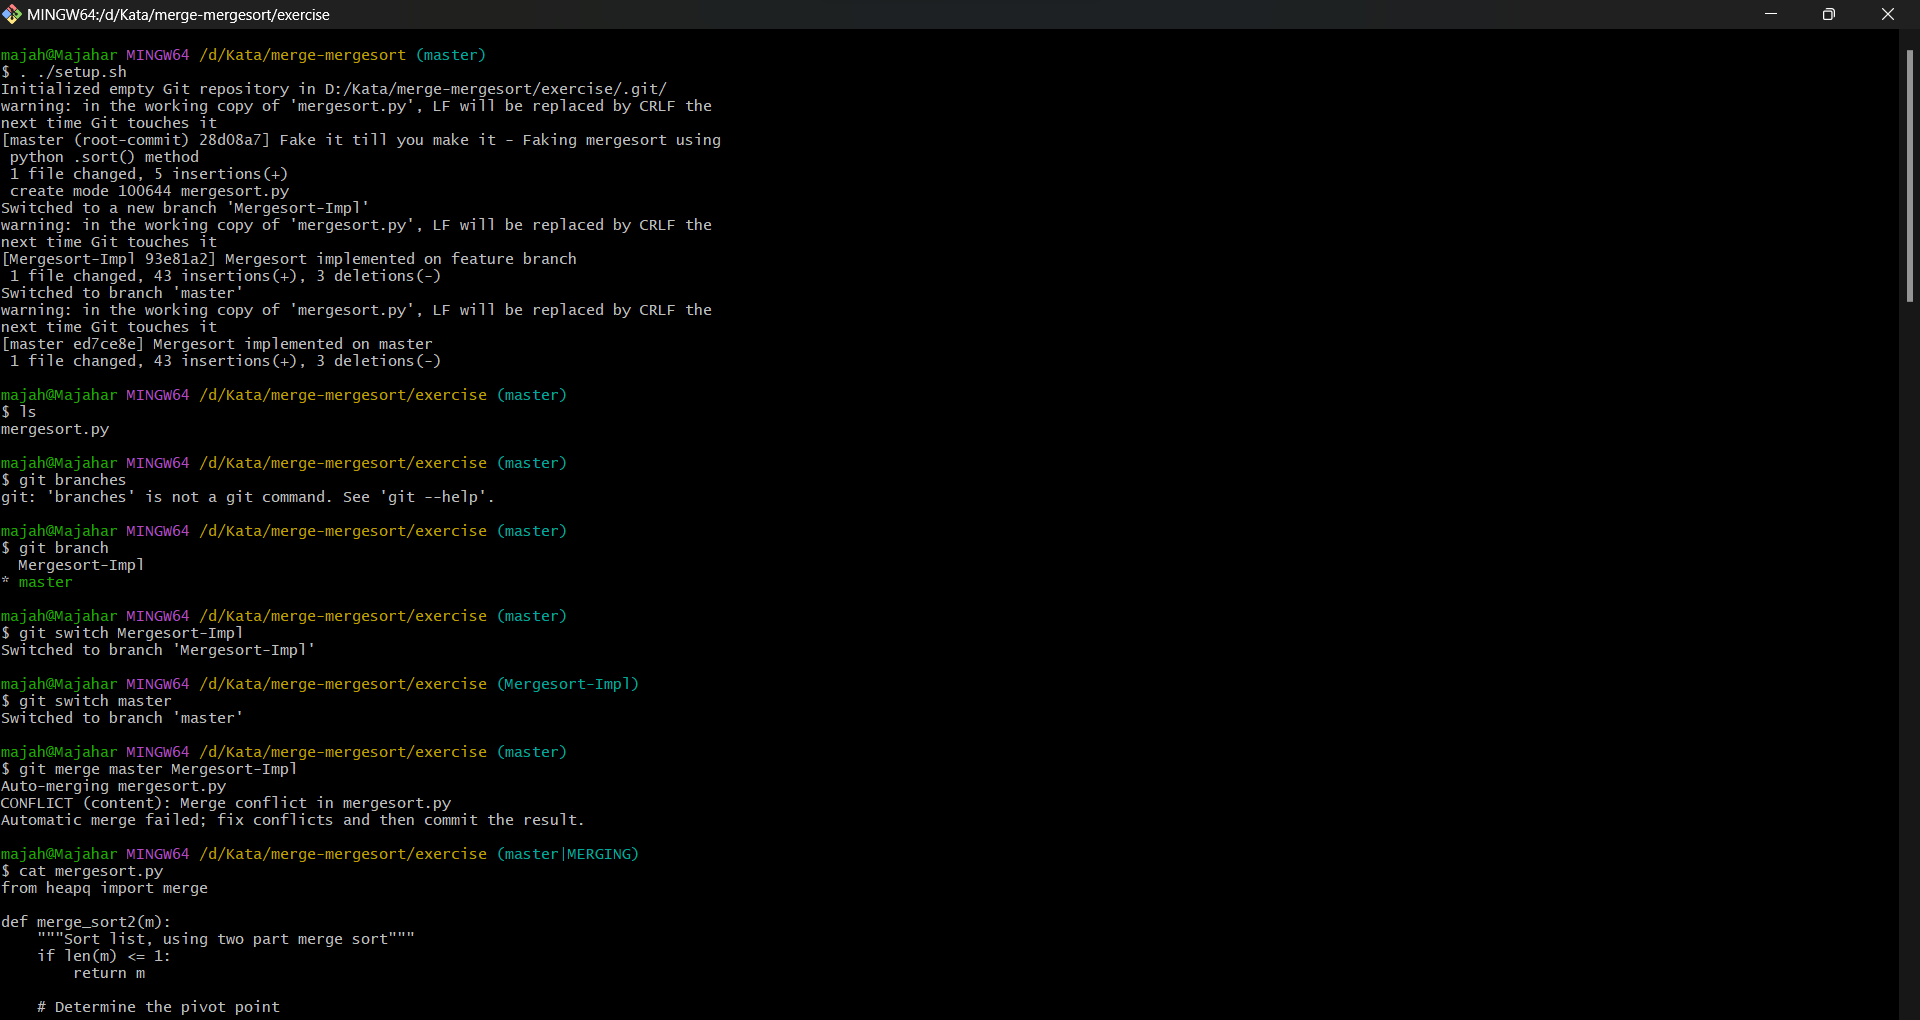 MINGW64:/d/Kata/merge-mergesort/exercise
majah@Majahar MINGW64 /d/Kata/merge-mergesort (master)
$ . ./setup.sh
Initialized empty Git repository in D:/Kata/merge-mergesort/exercise/.git/
warning: in the working copy of 'mergesort.py', LF will be replaced by CRLF the
next time Git touches it
[master (root-commit) 28d08a7] Fake it till you make it - Faking mergesort using
 python .sort() method
 1 file changed, 5 insertions(+)
 create mode 100644 mergesort.py
Switched to a new branch 'Mergesort-Impl'
warning: in the working copy of 'mergesort.py', LF will be replaced by CRLF the
next time Git touches it
[Mergesort-Impl 93e81a2] Mergesort implemented on feature branch
 1 file changed, 43 insertions(+), 3 deletions(-)
Switched to branch 'master'
warning: in the working copy of 'mergesort.py', LF will be replaced by CRLF the
next time Git touches it
[master ed7ce8e] Mergesort implemented on master
 1 file changed, 43 insertions(+), 3 deletions(-)
majah@Majahar MINGW64 /d/Kata/merge-mergesort/exercise (master)
$ ls
mergesort.py
majah@Majahar MINGW64 /d/Kata/merge-mergesort/exercise (master)
$ git branches
git: 'branches' is not a git command. See 'git --help'.
majah@Majahar MINGW64 /d/Kata/merge-mergesort/exercise (master)
$ git branch
  Mergesort-Impl
* master
majah@Majahar MINGW64 /d/Kata/merge-mergesort/exercise (master)
$ git switch Mergesort-Impl
Switched to branch 'Mergesort-Impl'
majah@Majahar MINGW64 /d/Kata/merge-mergesort/exercise (Mergesort-Impl)
$ git switch master
Switched to branch 'master'
majah@Majahar MINGW64 /d/Kata/merge-mergesort/exercise (master)
$ git merge master Mergesort-Impl
Auto-merging mergesort.py
CONFLICT (content): Merge conflict in mergesort.py
Automatic merge failed; fix conflicts and then commit the result.
majah@Majahar MINGW64 /d/Kata/merge-mergesort/exercise (master|MERGING)
$ cat mergesort.py
from heapq import merge
def merge_sort2(m):
    """Sort list, using two part merge sort"""
    if len(m) <= 1:
        return m
    # Determine the pivot point